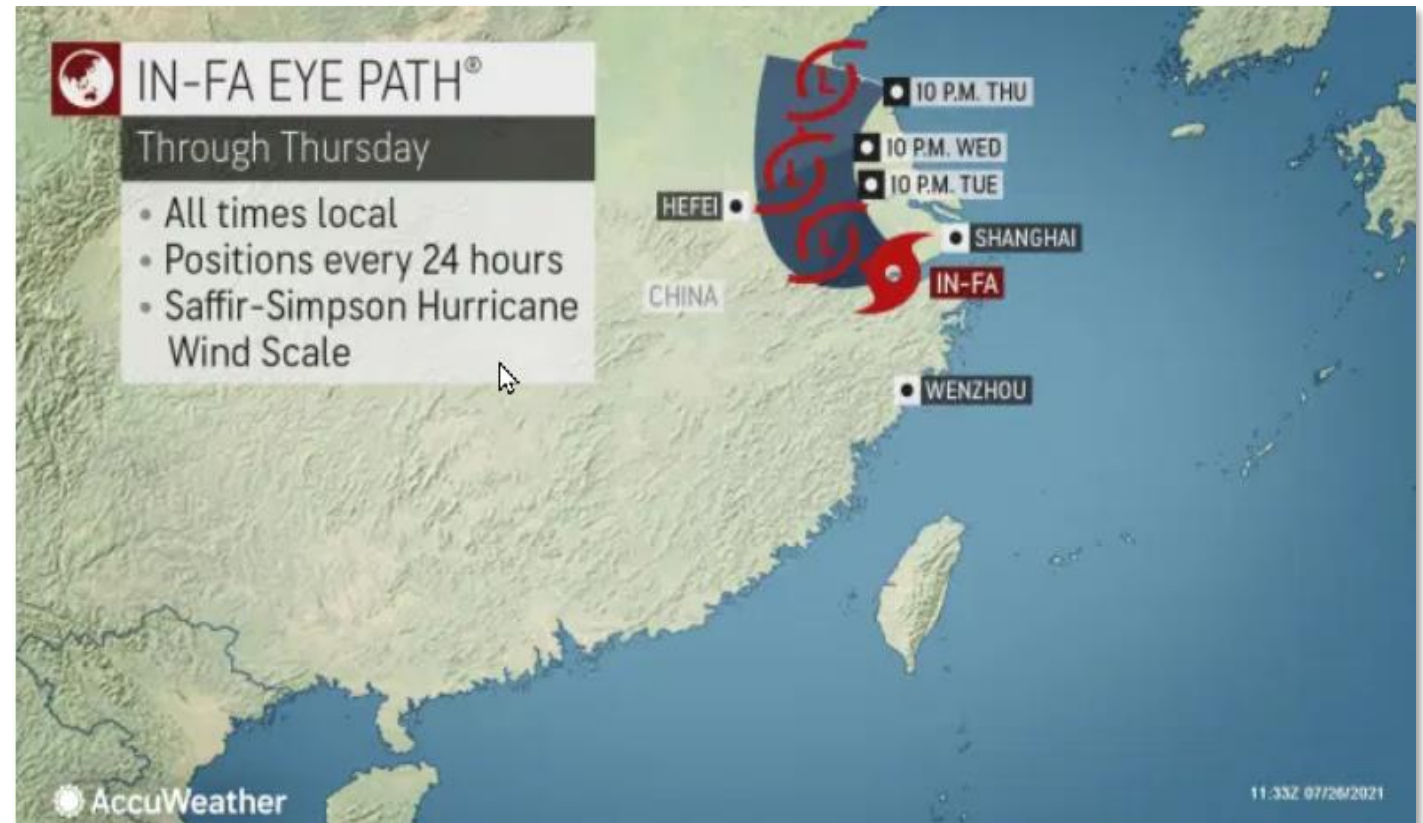 IN-FA EYE PATH®
Through Thursday
• All times local
• Positions every 24 hours
• Saffir-Simpson Hurricane
Wind Scale
L
10 P.M. THU
10 P.M. WED
L
10 P.M. TUE
HEFEI
L
SHANGHAI
IN-FA
CHINA
WENZHOU
AccuWeather
11:33Z 07/26/2021